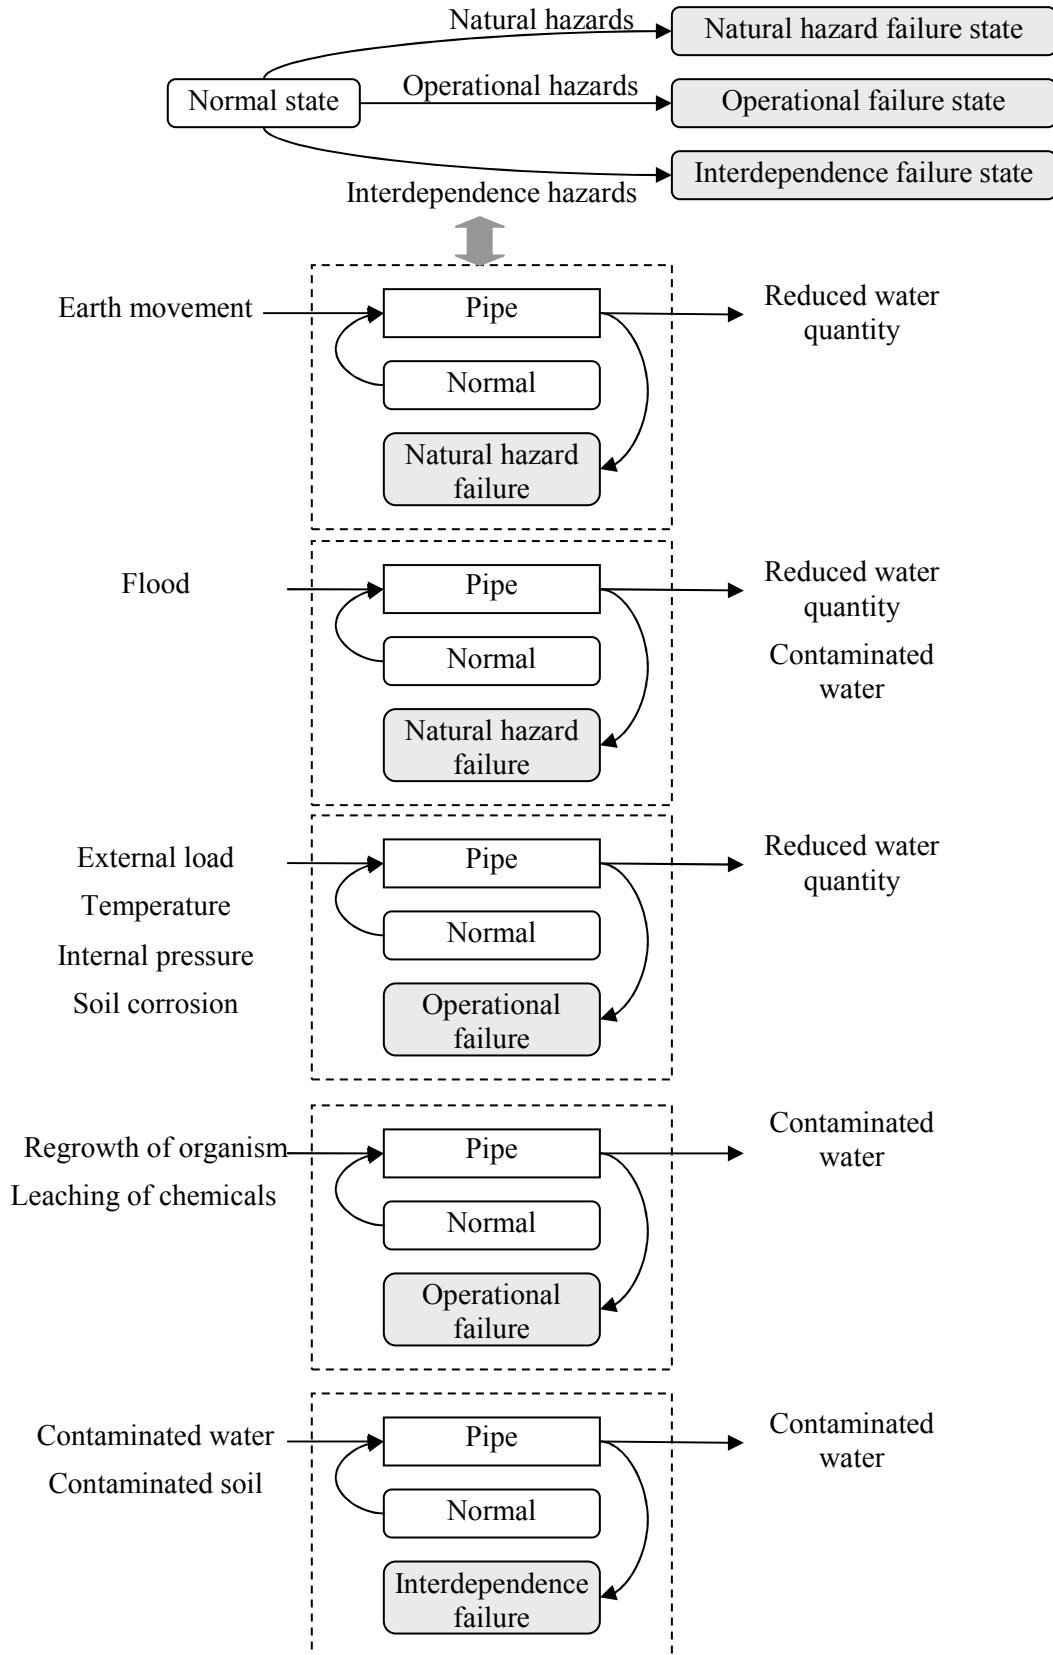 Natural hazards
Natural hazard failure state
Normal state
Operational hazards
Operational failure state
Interdependence hazards
Interdependence failure state
Earth movement
Pipe
Normal
Natural hazard
failure
Reduced water
quantity
Flood
Pipe
Normal
Natural hazard
failure
Reduced water
quantity
Contaminated
water
External load
Temperature
Internal pressure
Soil corrosion
Pipe
Normal
Operational
failure
Reduced water
quantity
Regrowth of organism
Leaching of chemicals
Pipe
Normal
Operational
failure
Contaminated
water
Contaminated water
Contaminated soil
Pipe
Normal
Interdependence
failure
Contaminated
water